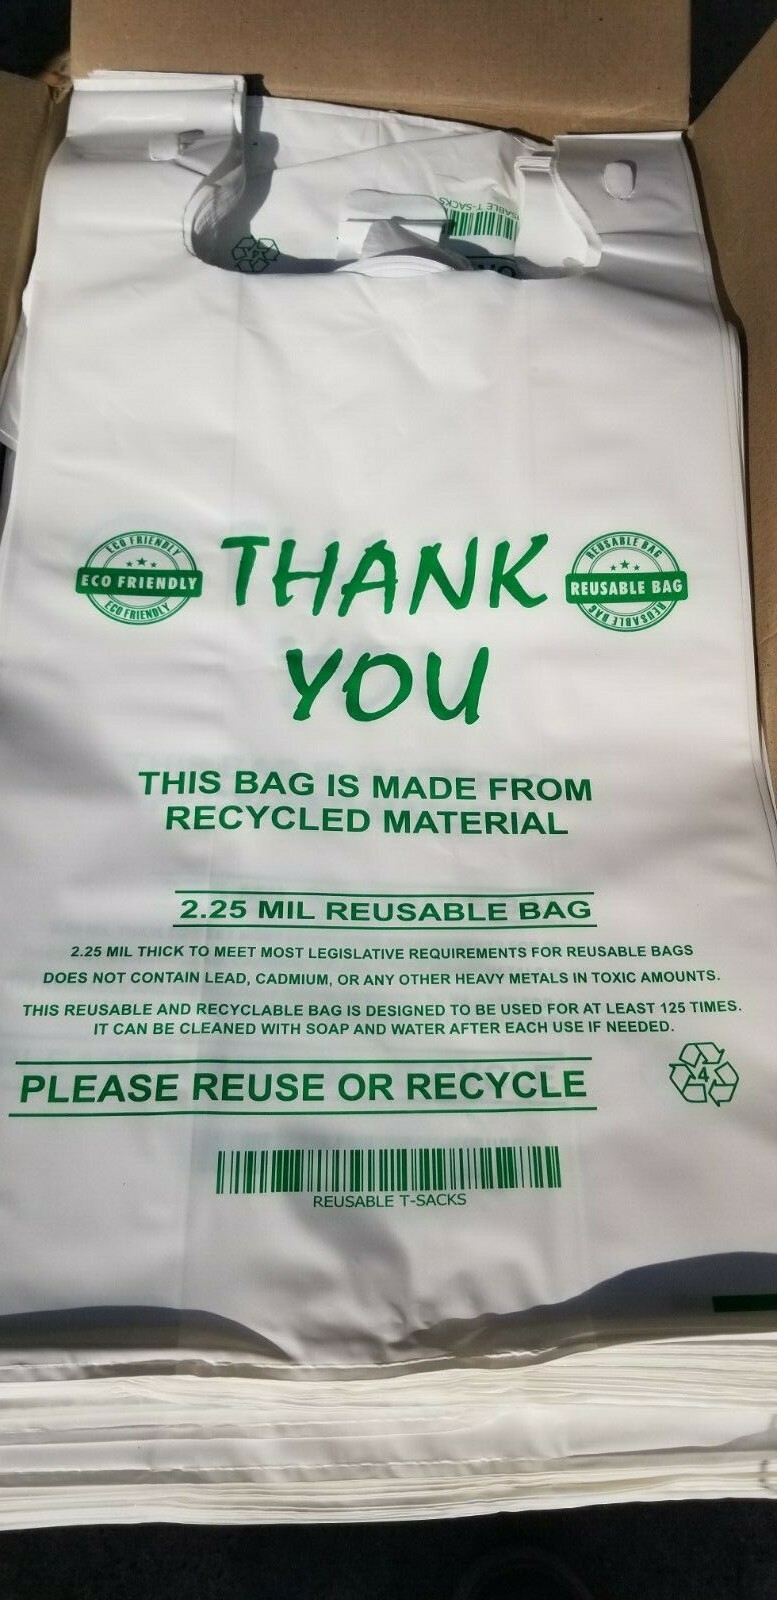 REUSABLE T-SACKS
ECO FRIENDLY
ECO FRIENDLY
ECO FRIENDLY
THANK
YOU
REUSABLE BAG
REUSABLE BAG
REUSABLE BAG
THIS BAG IS MADE FROM
RECYCLED MATERIAL
2.25 MIL REUSABLE BAG
2.25 MIL THICK TO MEET MOST LEGISLATIVE REQUIREMENTS FOR REUSABLE BAGS
DOES NOT CONTAIN LEAD, CADMIUM, OR ANY OTHER HEAVY METALS IN TOXIC AMOUNTS.
THIS REUSABLE AND RECYCLABLE BAG IS DESIGNED TO BE USED FOR AT LEAST 125 TIMES.
IT CAN BE CLEANED WITH SOAP AND WATER AFTER EACH USE IF NEEDED.
PLEASE REUSE OR RECYCLE
4
REUSABLE T-SACKS